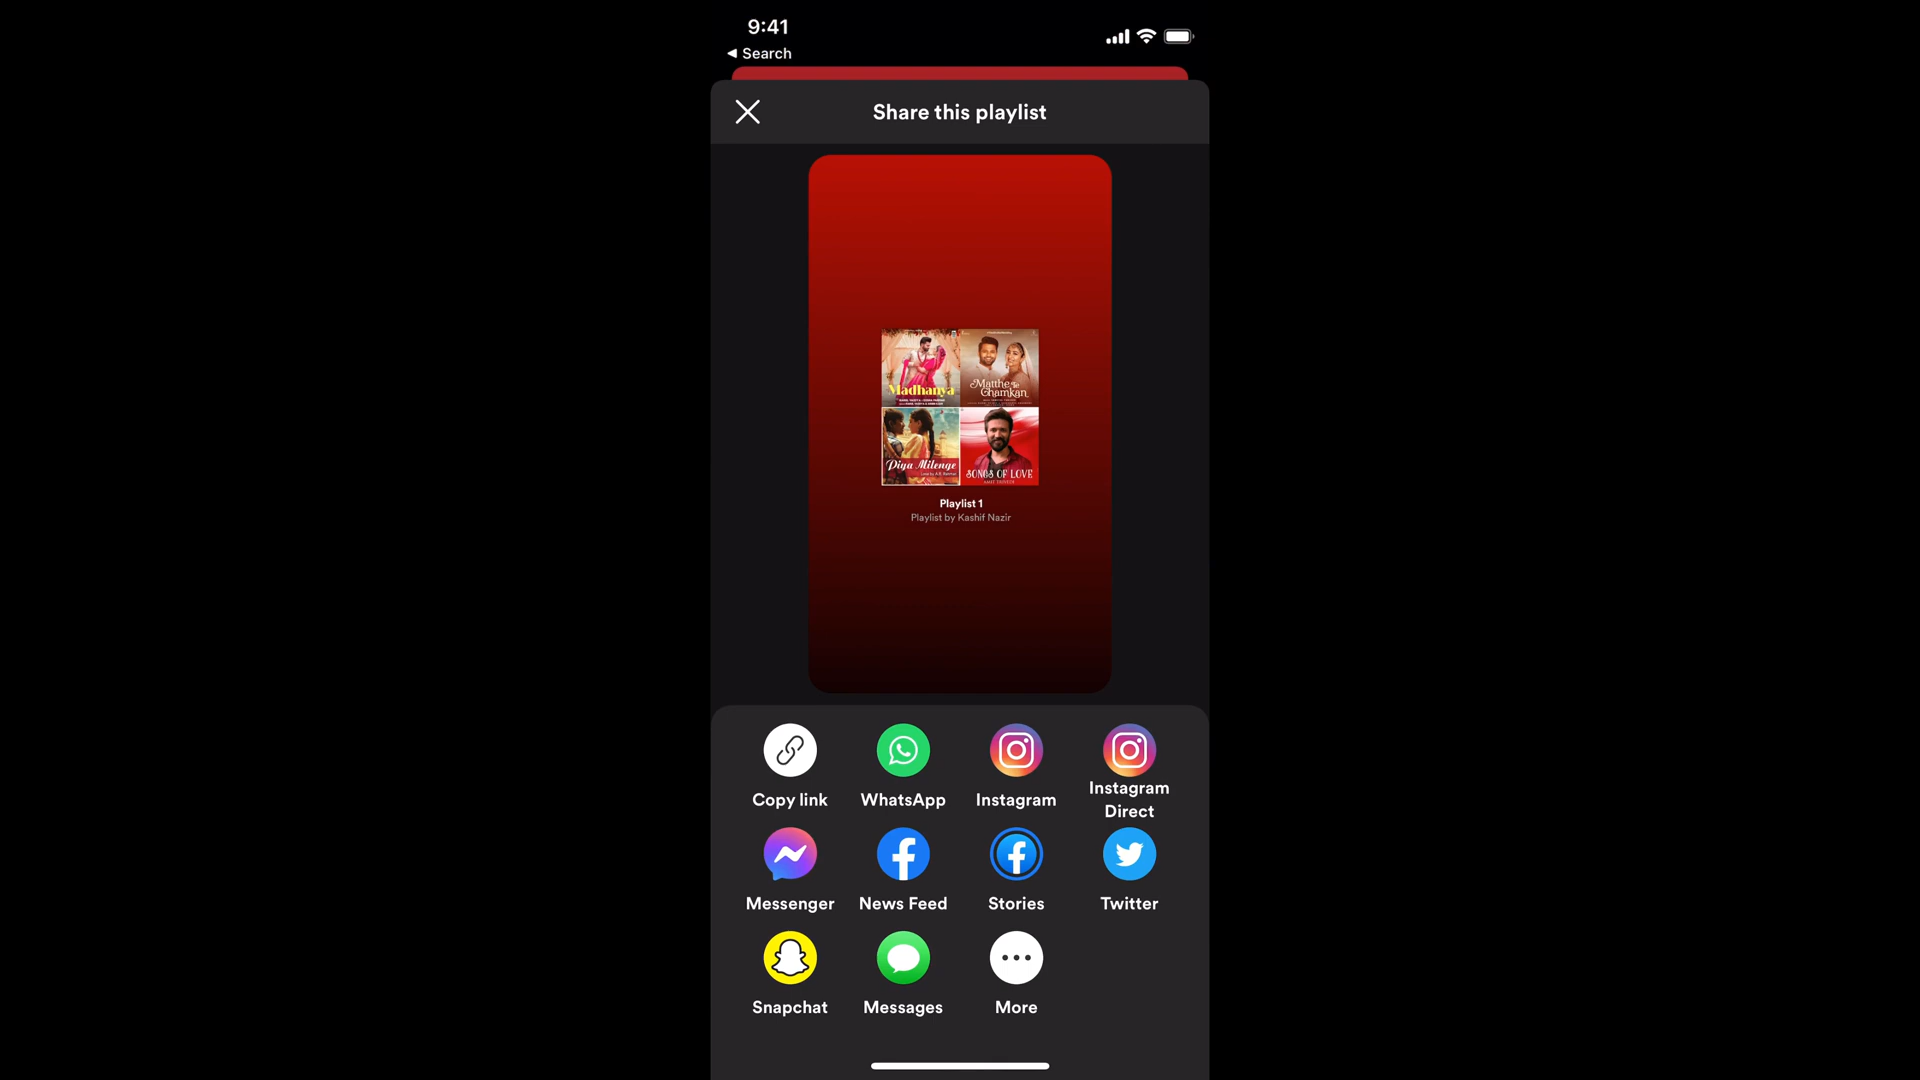 9:41
◀ Search
Share this playlist
Madhanya
Matthe Te
Chamkan
Piya Milenge
SONGS OF LOVE
Playlist 1
Playlist by Kashif Nazir
Copy link
WhatsApp
Instagram
Instagram
Direct
Messenger
News Feed
Stories
Twitter
Snapchat
Messages
More